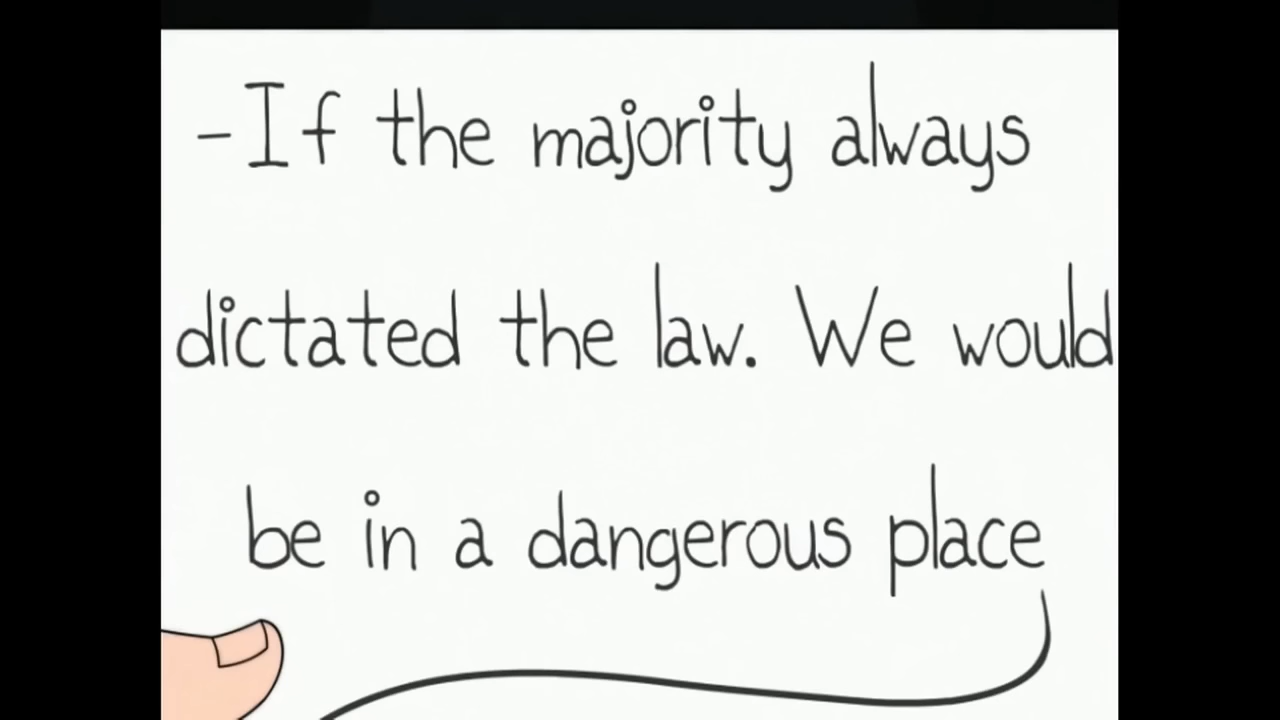 -If the majority always
dictated the law. We would
be in a dangerous place